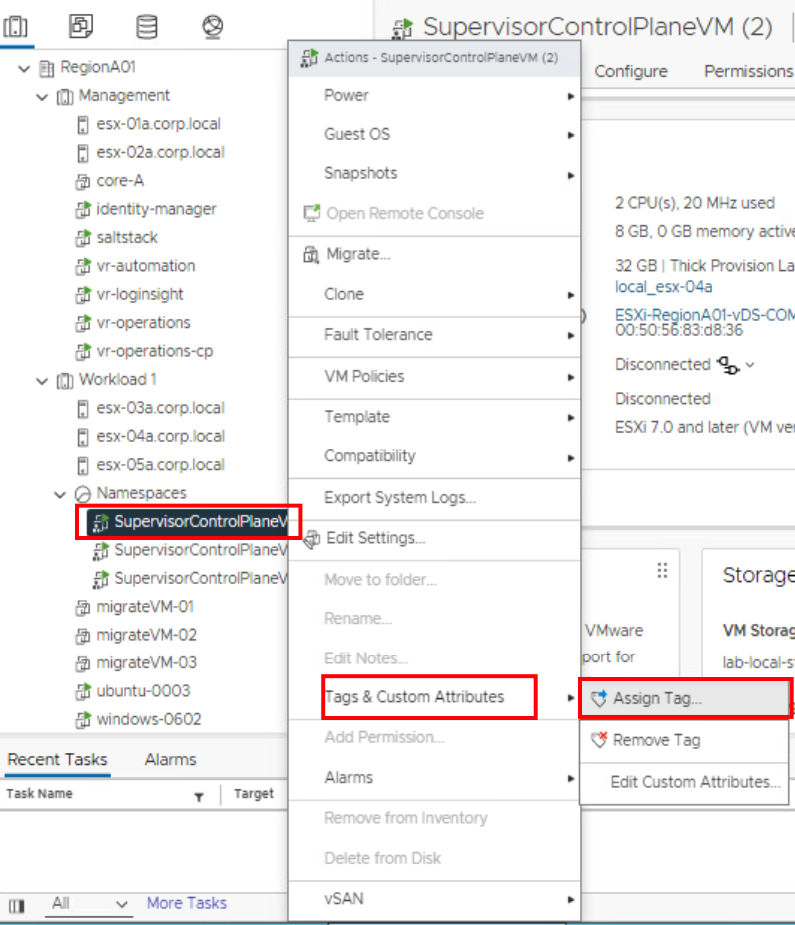 SupervisorControlPlaneVM (2)
Configure
Permissions
RegionA01
Management
esx-01a.corp.local
esx-02a.corp.local
core-A
identity-manager
saltstack
vr-automation
vr-loginsight
vr-operations
vr-operations-cp
Workload 1
esx-03a.corp.local
esx-04a.corp.local
esx-05a.corp.local
Namespaces
SupervisorControlPlaneV
SupervisorControlPlaneV
SupervisorControlPlaneV
migrateVM-01
migrateVM-02
migrateVM-03
ubuntu-0003
windows-0602
Actions - SupervisorControlPlaneVM (2)
Power
Guest OS
Snapshots
Open Remote Console
Migrate...
Clone
Fault Tolerance
VM Policies
Template
Compatibility
Export System Logs...
Edit Settings...
Move to folder...
Rename...
Edit Notes...
Tags & Custom Attributes
Add Permission...
Alarms
Remove from Inventory
Delete from Disk
vSAN
Assign Tag...
Remove Tag
Edit Custom Attributes...
2 CPU(s), 20 MHz used
8 GB, 0 GB memory active
32 GB | Thick Provision La
local_esx-04a
)
ESXi-RegionA01-vDS-COM
00:50:56:83:d8:36
Disconnected
Disconnected
ESXi 7.0 and later (VM ver
VMware
port for
Storage
VM Storag
lab-local-s
Recent Tasks
Alarms
Task Name
Target
All
More Tasks